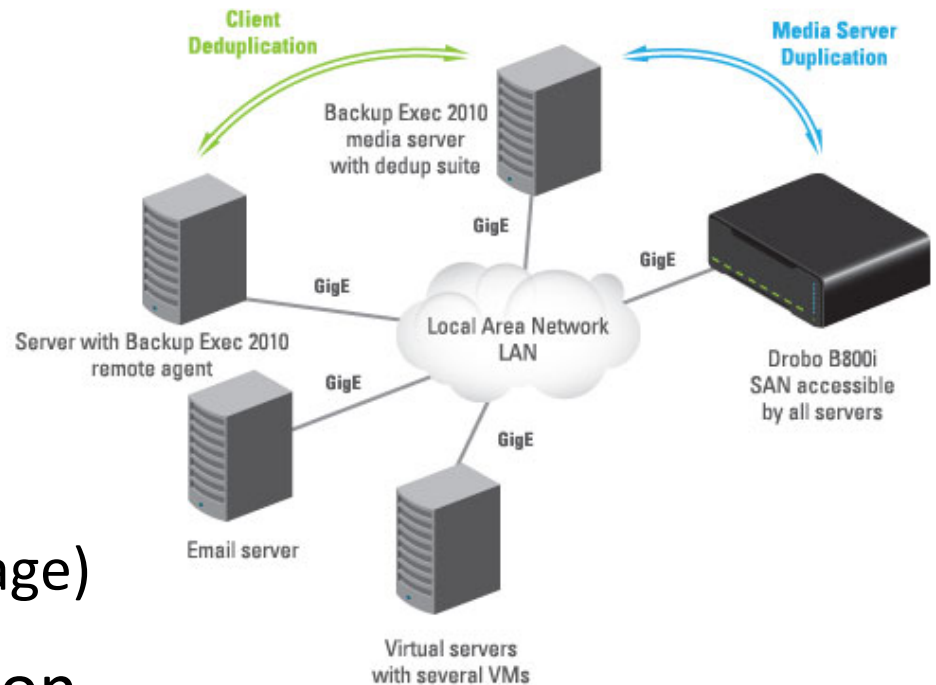 Client
Deduplication
Media Server
Duplication
Backup Exec 2010
media server
with dedup suite
GigE
GigE
GigE
Local Area Network
LAN
Server with Backup Exec 2010
remote agent
GigE
Drobo B800i
SAN accessible
by all servers
GigE
Email server
age)
on
Virtual servers
with several VMs